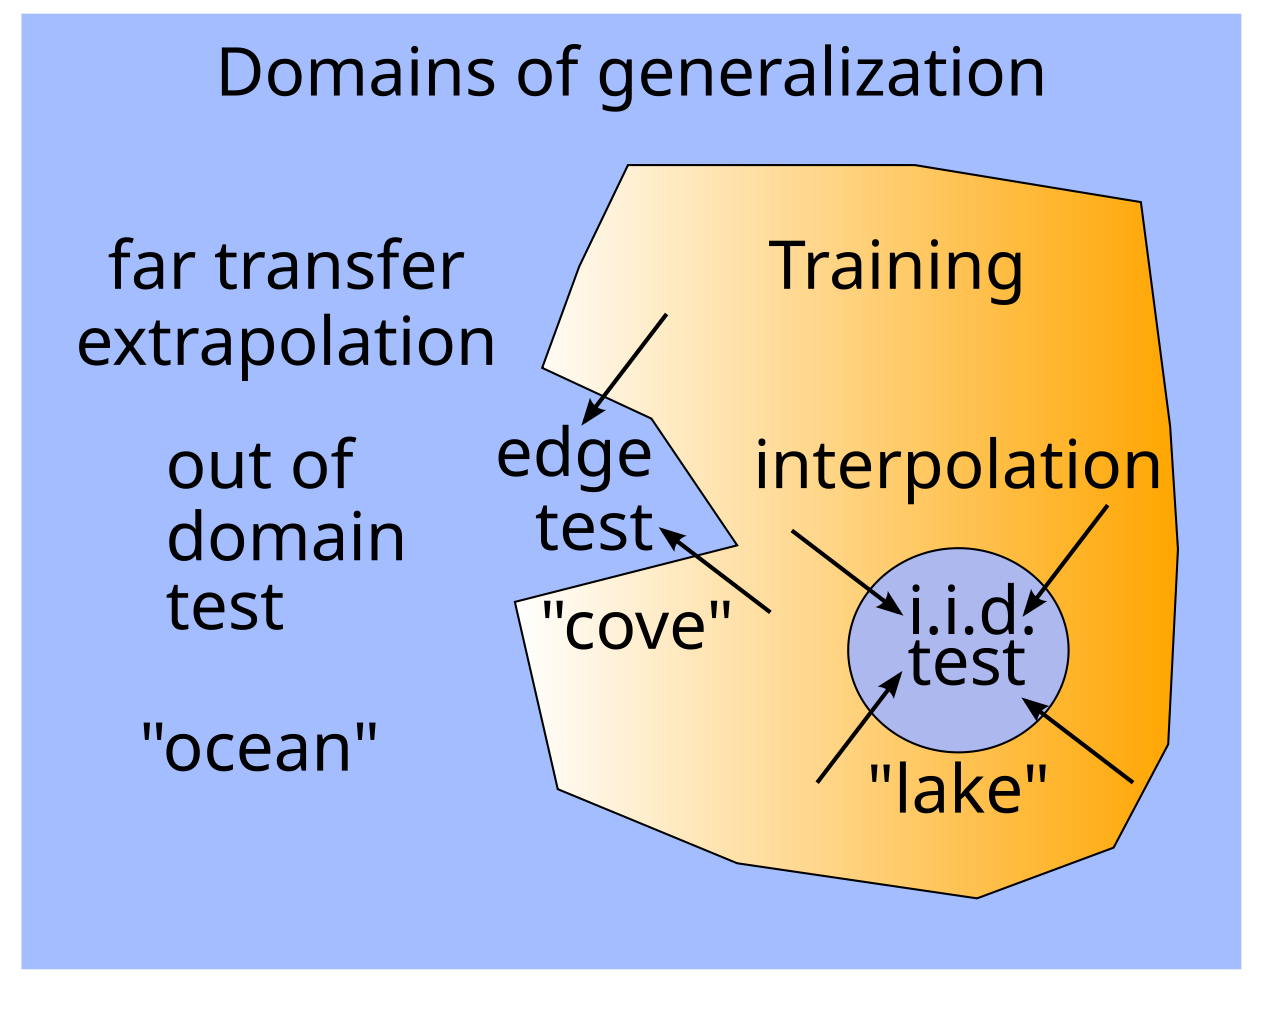 Domains of generalization
far transfer
extrapolation
out of
domain
test
"ocean"
edge
test
"cove"
Training
interpolation
i.i.d.
test
"lake"